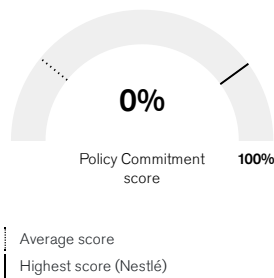 0%
Policy Commitment
score
100%
Average score
Highest score (Nestlé)